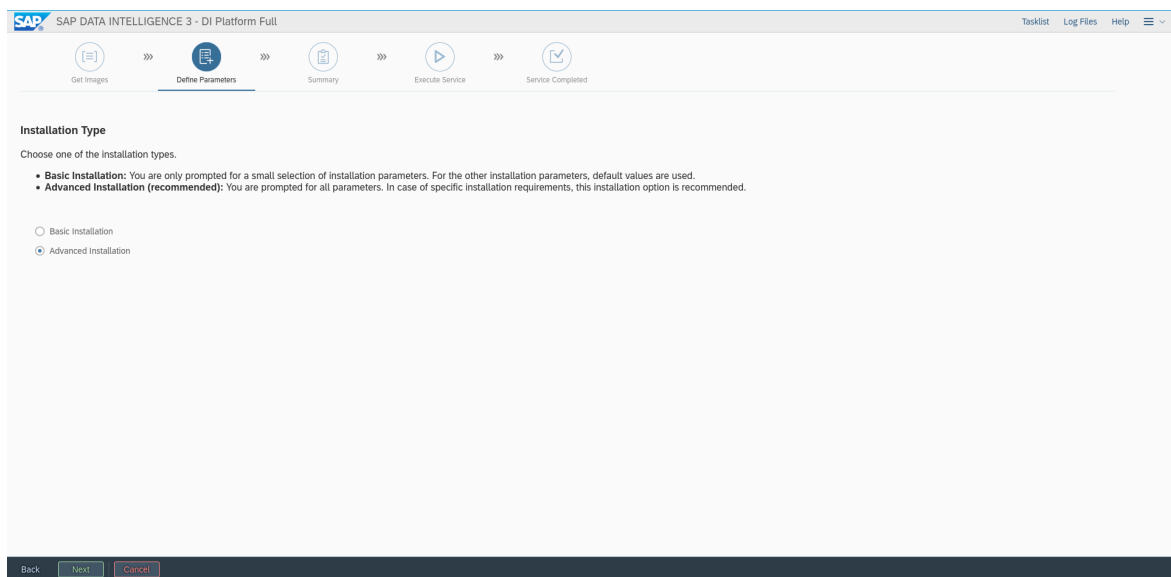 SAP SAP DATA INTELLIGENCE 3 - DI Platform Full Tasklist Log Files Help
Get Images Define Parameters Summary Execute Service Service Completed
Installation Type
Choose one of the installation types.
• Basic Installation: You are only prompted for a small selection of installation parameters. For the other installation parameters, default values are used.
• Advanced Installation (recommended): You are prompted for all parameters. In case of specific installation requirements, this installation option is recommended.
Basic Installation
Advanced Installation
Back Next Cancel